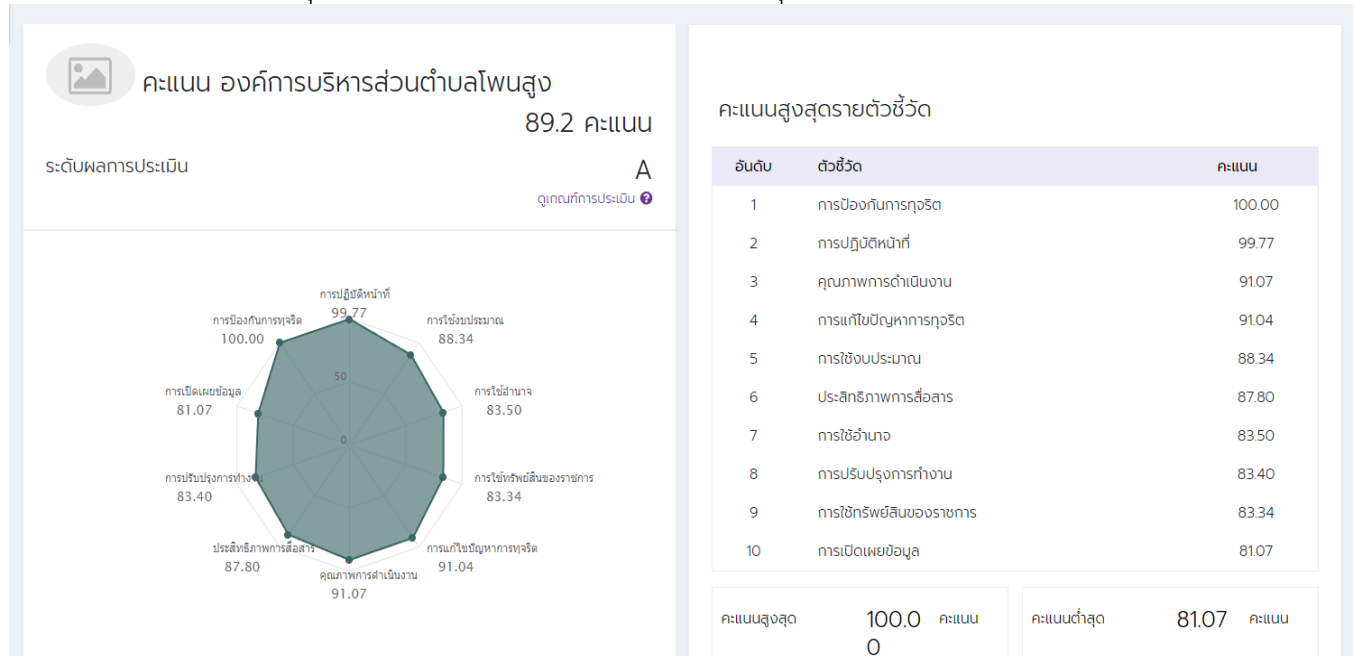 คะแนน องค์การบริหารส่วนตำบลโพนสูง
89.2 คะแนน
ระดับผลการประเมิน
A
ดูเกณฑ์การประเมิน
การปฏิบัติหน้าที่
99.77
การป้องกันการทุจริต
100.00
การใช้งบประมาณ
88.34
50
การเปิดเผยข้อมูล
81.07
การใช้อำนาจ
83.50
0
การปรับปรุงการทำงาน
83.40
การใช้ทรัพย์สินของราชการ
83.34
ประสิทธิภาพการสื่อสาร
87.80
การแก้ไขปัญหาการทุจริต
91.04
คุณภาพการดำเนินงาน
91.07
คะแนนสูงสุดรายตัวชี้วัด
อันดับ ตัวชี้วัด คะแนน
1 การป้องกันการทุจริต 100.00
2 การปฏิบัติหน้าที่ 99.77
3 คุณภาพการดำเนินงาน 91.07
4 การแก้ไขปัญหาการทุจริต 91.04
5 การใช้งบประมาณ 88.34
6 ประสิทธิภาพการสื่อสาร 87.80
7 การใช้อำนาจ 83.50
8 การปรับปรุงการทำงาน 83.40
9 การใช้ทรัพย์สินของราชการ 83.34
10 การเปิดเผยข้อมูล 81.07
คะแนนสูงสุด 100.0 คะแนน
0
คะแนนต่ำสุด 81.07 คะแนน